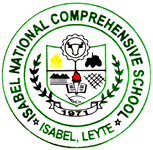 ISABEL NATIONAL COMPREHENSIVE SCHOOL
1971
★ ISABEL, LEYTE ★